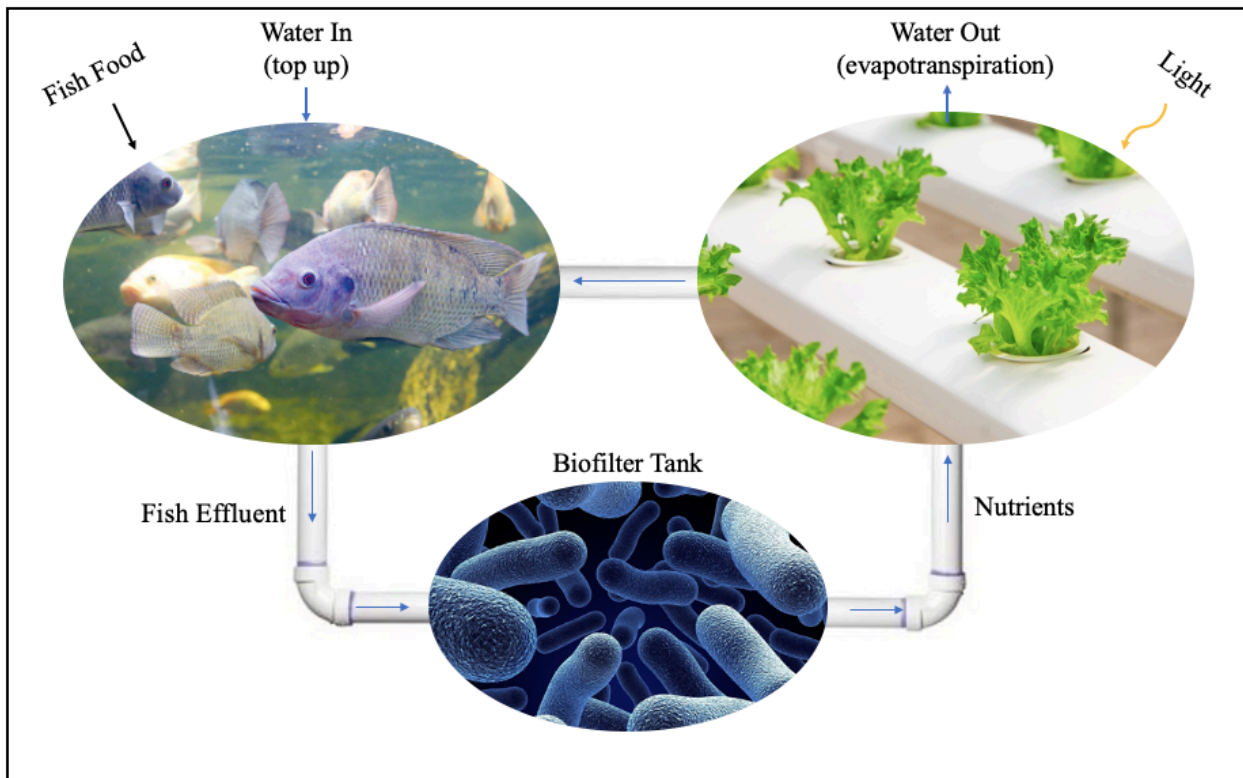 Fish Food
Water In
(top up)
Water Out
(evapotranspiration)
Light
Biofilter Tank
Fish Effluent
Nutrients